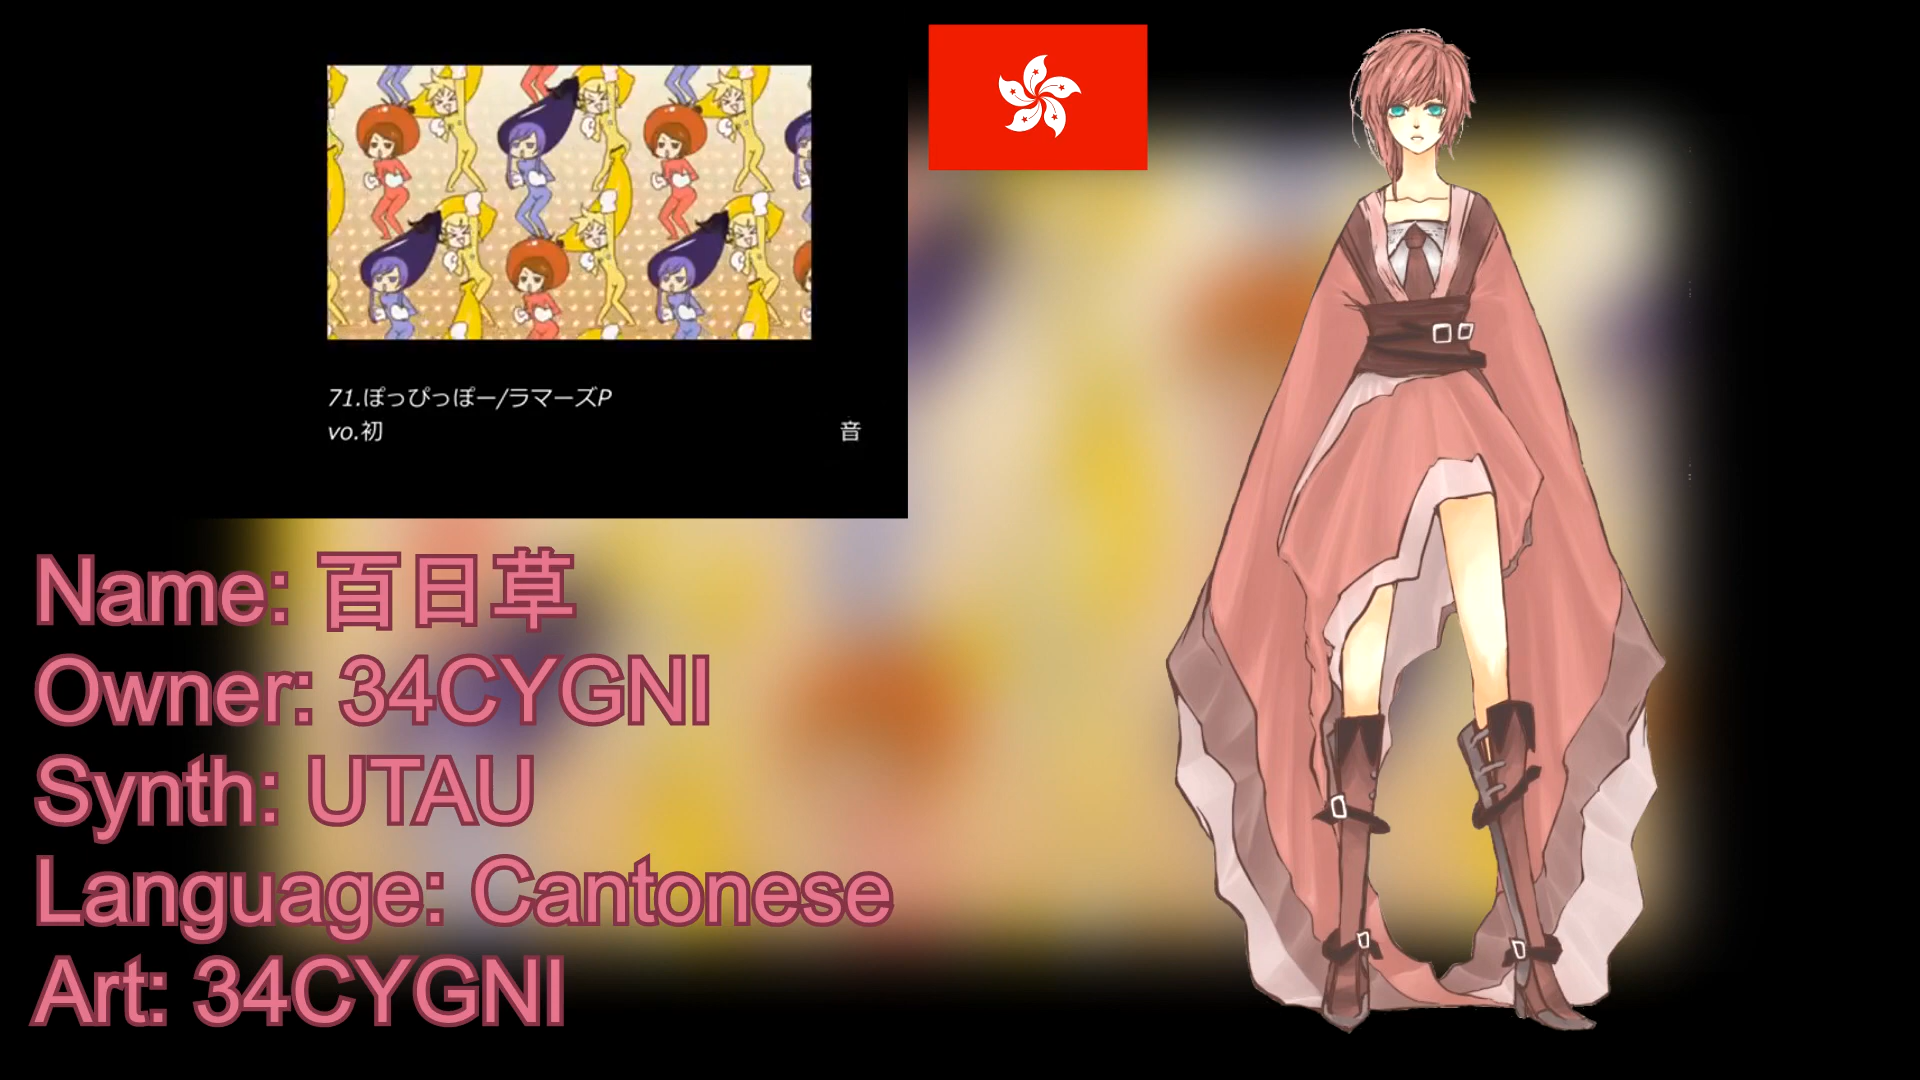 71.ぽっぴっぽー/ラマーズP
vo.初 音
Name: 百日草
Owner: 34CYGNI
Synth: UTAU
Language: Cantonese
Art: 34CYGNI